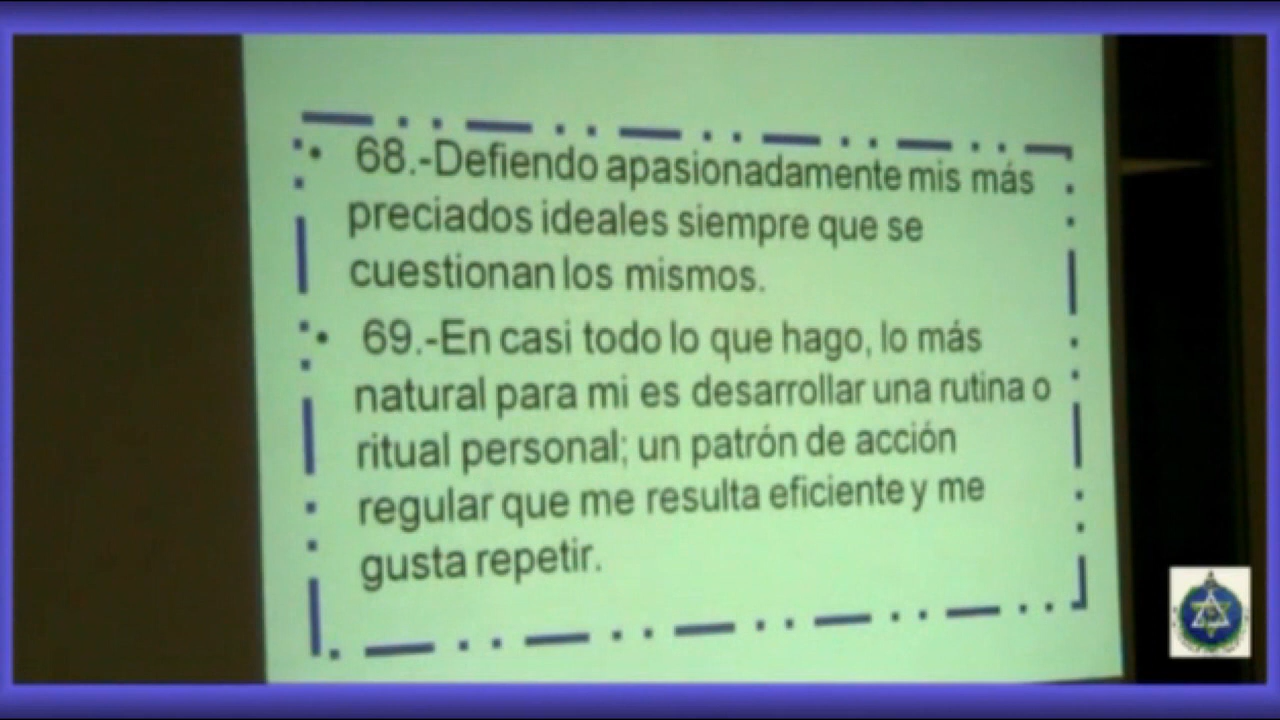 • 68.-Defiendo apasionadamente mis más
preciados ideales siempre que se
cuestionan los mismos.
• 69.-En casi todo lo que hago, lo más
natural para mi es desarrollar una rutina o
ritual personal; un patrón de acción
regular que me resulta eficiente y me
gusta repetir.